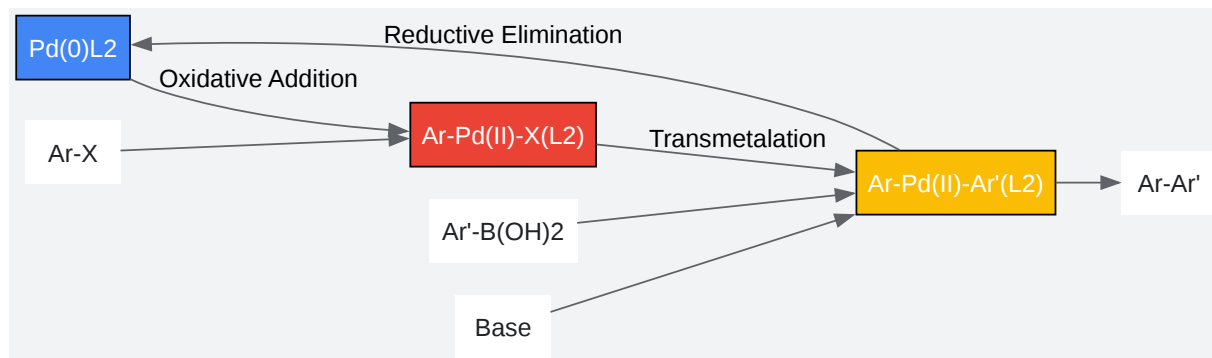 Reductive Elimination
Pd(0)L2
Oxidative Addition
Ar-X
Ar-Pd(II)-X(L2)
Transmetalation
Ar-Pd(II)-Ar'(L2)
Ar-Ar'
Ar'-B(OH)2
Base